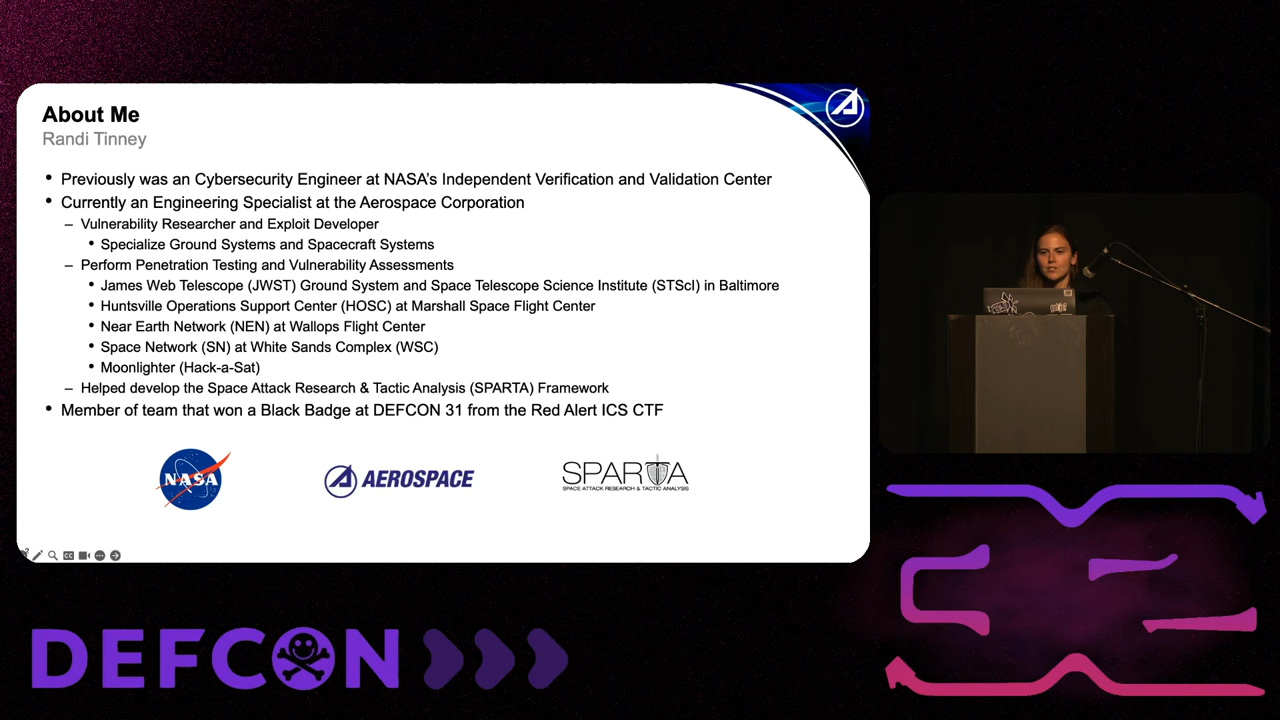 About Me
Randi Tinney
• Previously was an Cybersecurity Engineer at NASA's Independent Verification and Validation Center
• Currently an Engineering Specialist at the Aerospace Corporation
– Vulnerability Researcher and Exploit Developer
• Specialize Ground Systems and Spacecraft Systems
– Perform Penetration Testing and Vulnerability Assessments
• James Web Telescope (JWST) Ground System and Space Telescope Science Institute (STScI) in Baltimore
• Huntsville Operations Support Center (HOSC) at Marshall Space Flight Center
• Near Earth Network (NEN) at Wallops Flight Center
• Space Network (SN) at White Sands Complex (WSC)
• Moonlighter (Hack-a-Sat)
– Helped develop the Space Attack Research & Tactic Analysis (SPARTA) Framework
• Member of team that won a Black Badge at DEFCON 31 from the Red Alert ICS CTF
NASA
AEROSPACE
SPARTA
SPACE ATTACK RESEARCH & TACTIC ANALYSIS
DEFCON